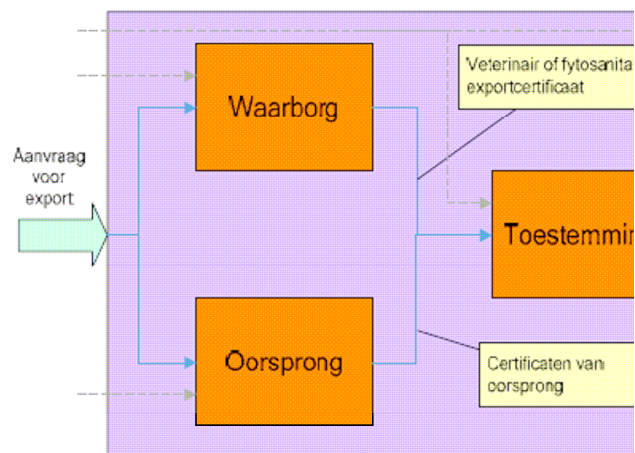 Aanvraag
voor
export
Waarborg
Veterinair of fytosanita
exportcertificaat
Toestemmin
Oorsprong
Certificaten van
oorsprong